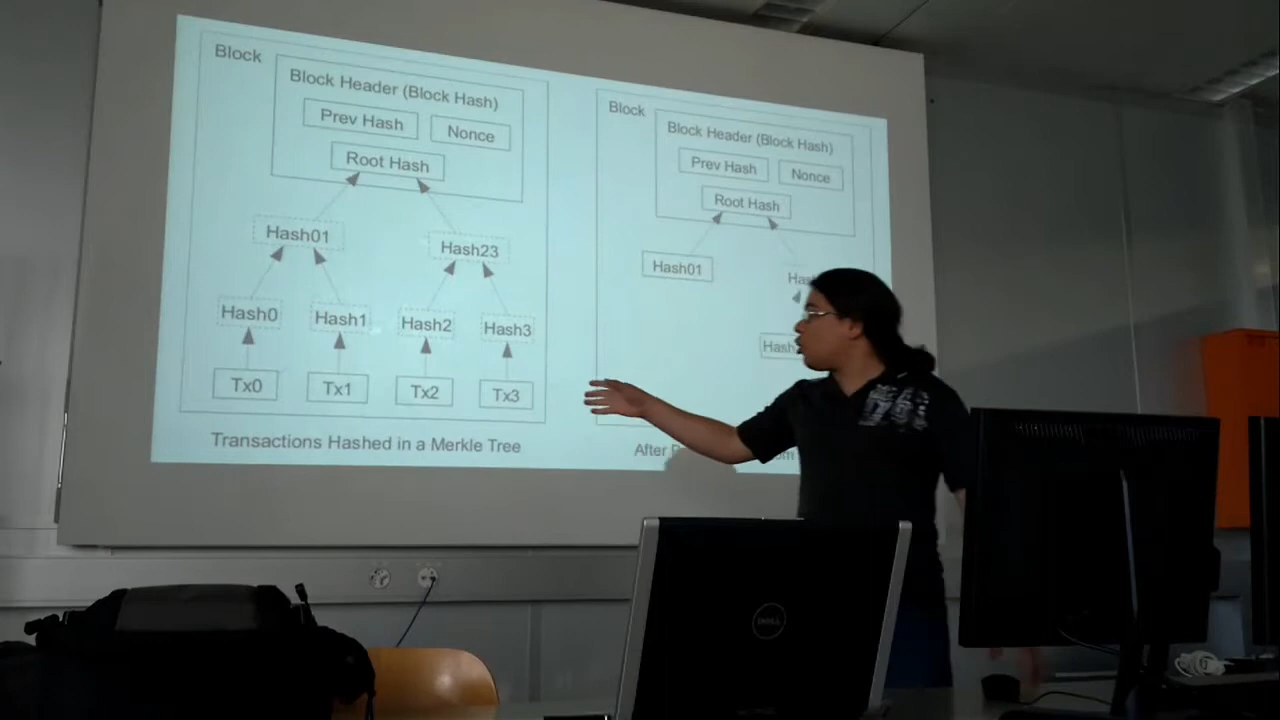 Block
Block Header (Block Hash)
Prev Hash
Nonce
Root Hash
Hash01
Hash23
Hash0
Hash1
Hash2
Hash3
Tx0
Tx1
Tx2
Tx3
Transactions Hashed in a Merkle Tree
Block
Block Header (Block Hash)
Prev Hash
Nonce
Root Hash
Hash01
After
DELL